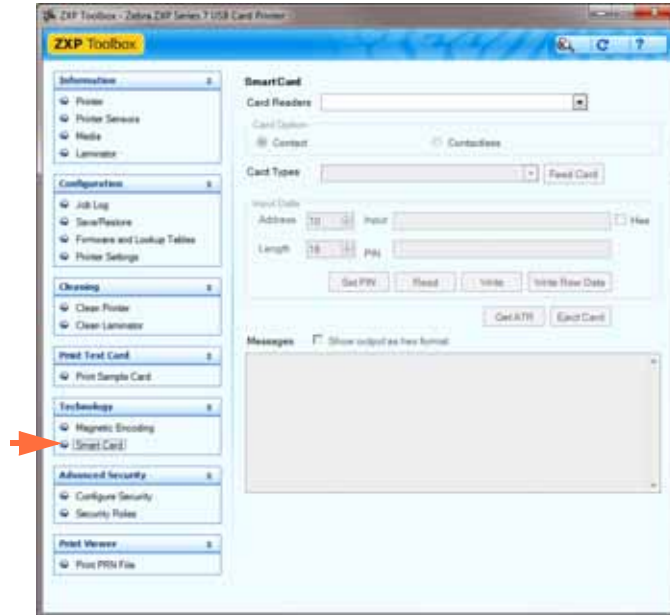 ZXP Toolbox - Zebra ZXP Series 7 USB Card Printer
ZXP Toolbox
Information
Printer
Printer Sensors
Media
Laminator
Configuration
Job Log
Save/Restore
Firmware and Lookup Tables
Printer Settings
Cleaning
Clean Printer
Clean Laminator
Print Test Card
Print Sample Card
Technology
Magnetic Encoding
Smart Card
Advanced Security
Configure Security
Security Roles
Print Viewer
Print PRN File
SmartCard
Card Readers
Card Option
Contact Contactless
Card Types Feed Card
Input Data
Address 10 Input Hex
Length 16 PIN
Set PIN Read Write Write Raw Data
Get ATR Eject Card
Messages Show output as hex format